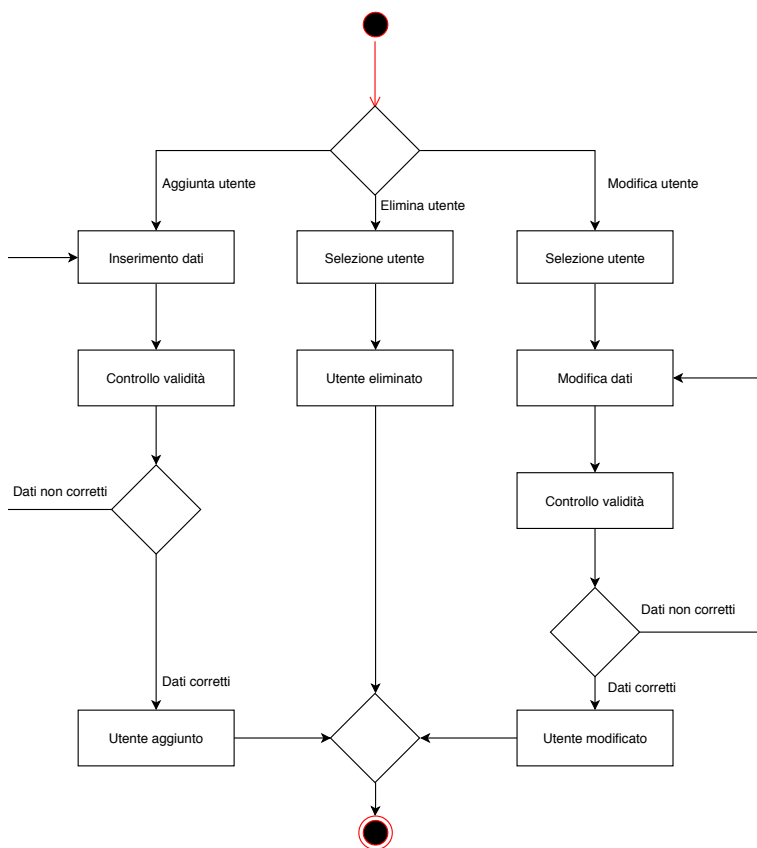 Aggiunta utente
Elimina utente
Modifica utente
Inserimento dati
Selezione utente
Selezione utente
Controllo validità
Utente eliminato
Modifica dati
Dati non corretti
Controllo validità
Dati non corretti
Dati corretti
Dati corretti
Utente aggiunto
Utente modificato